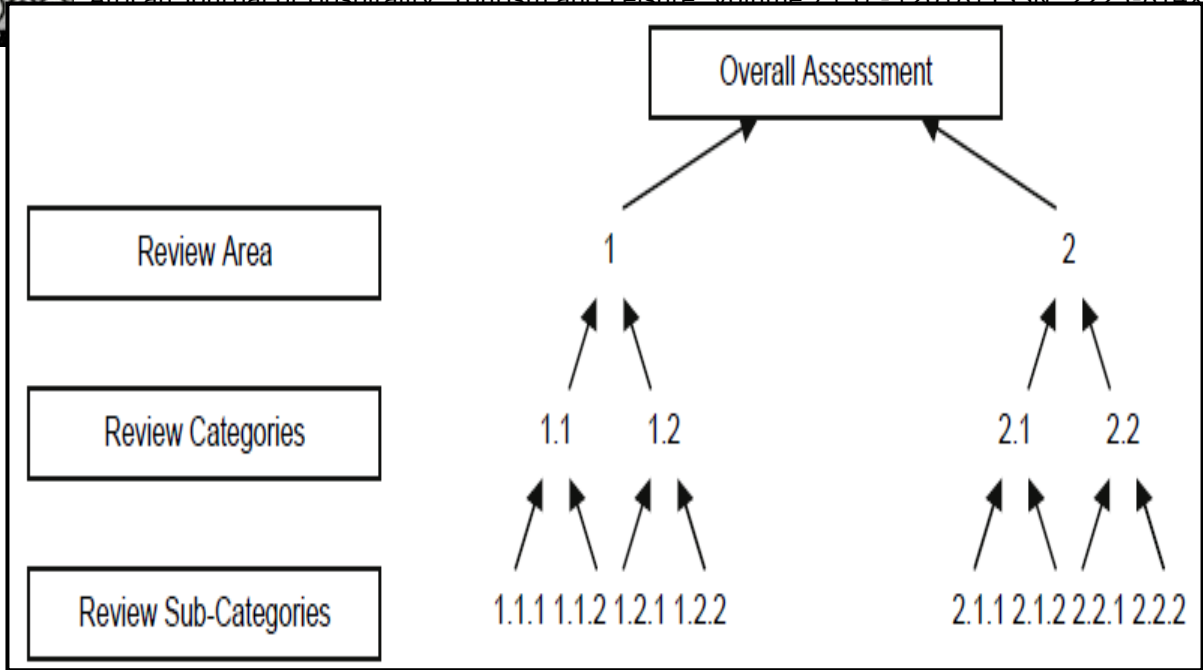 Overall Assessment
Review Area 1 2
Review Categories 1.1 1.2 2.1 2.2
Review Sub-Categories 1.1.1 1.1.2 1.2.1 1.2.2 2.1.1 2.1.2 2.2.1 2.2.2